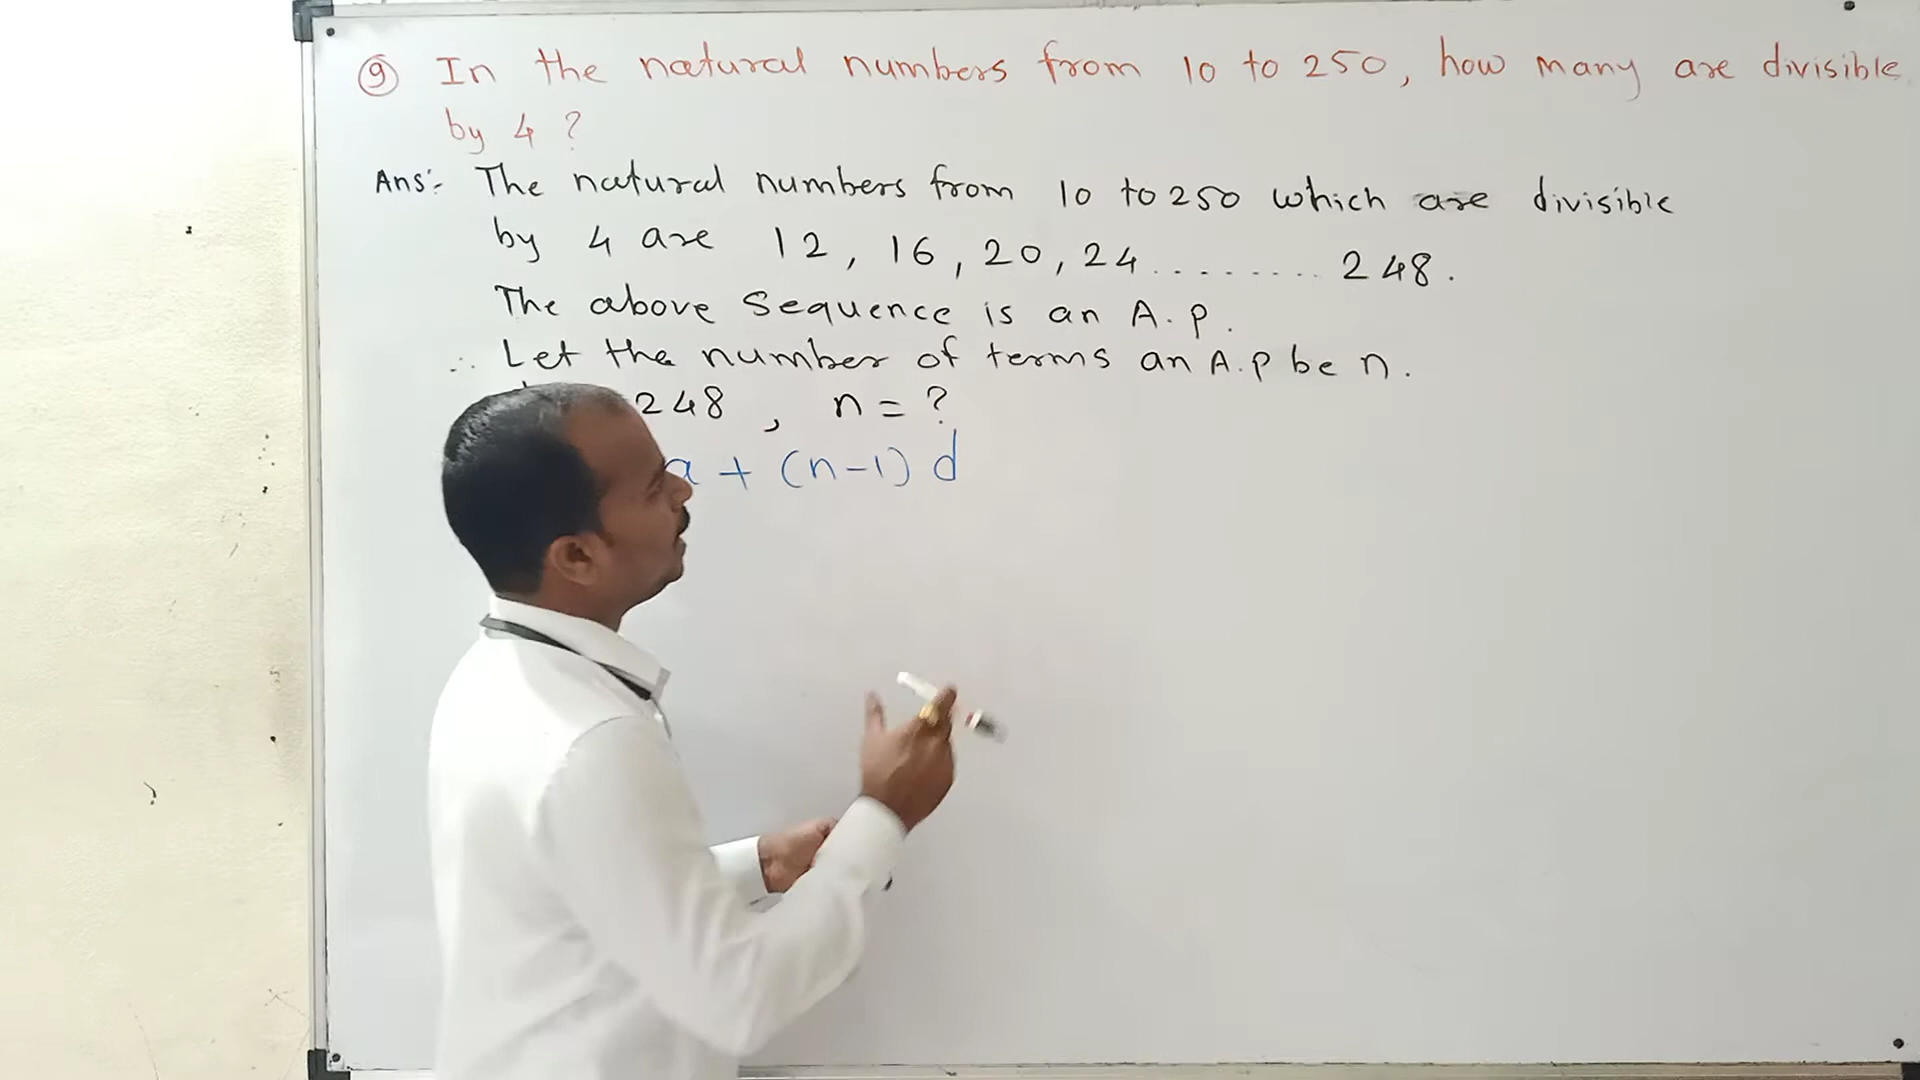 ⑨ In the natural numbers from 10 to 250, how many are divisible
by 4 ?
Ans:- The natural numbers from 10 to 250 which are divisible
by 4 are 12, 16, 20, 24 ......... 248.
The above sequence is an A.P.
∴ Let the number of terms an A.P be n.
248 , n = ?
a + (n-1) d